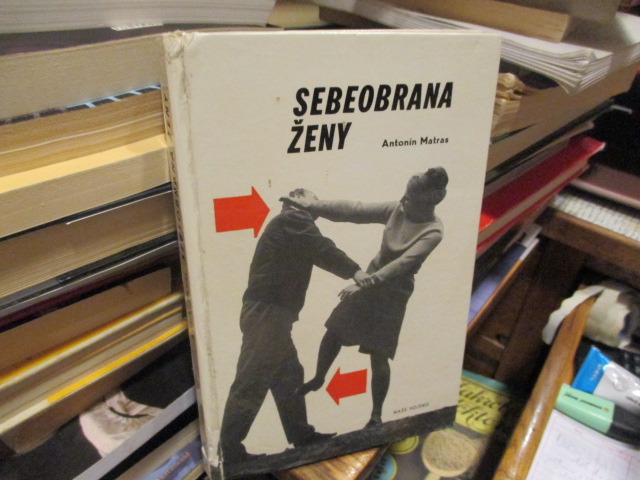 SEBEOBRANA
ŽENY
Antonín Matras
NAŠE VOJSKO